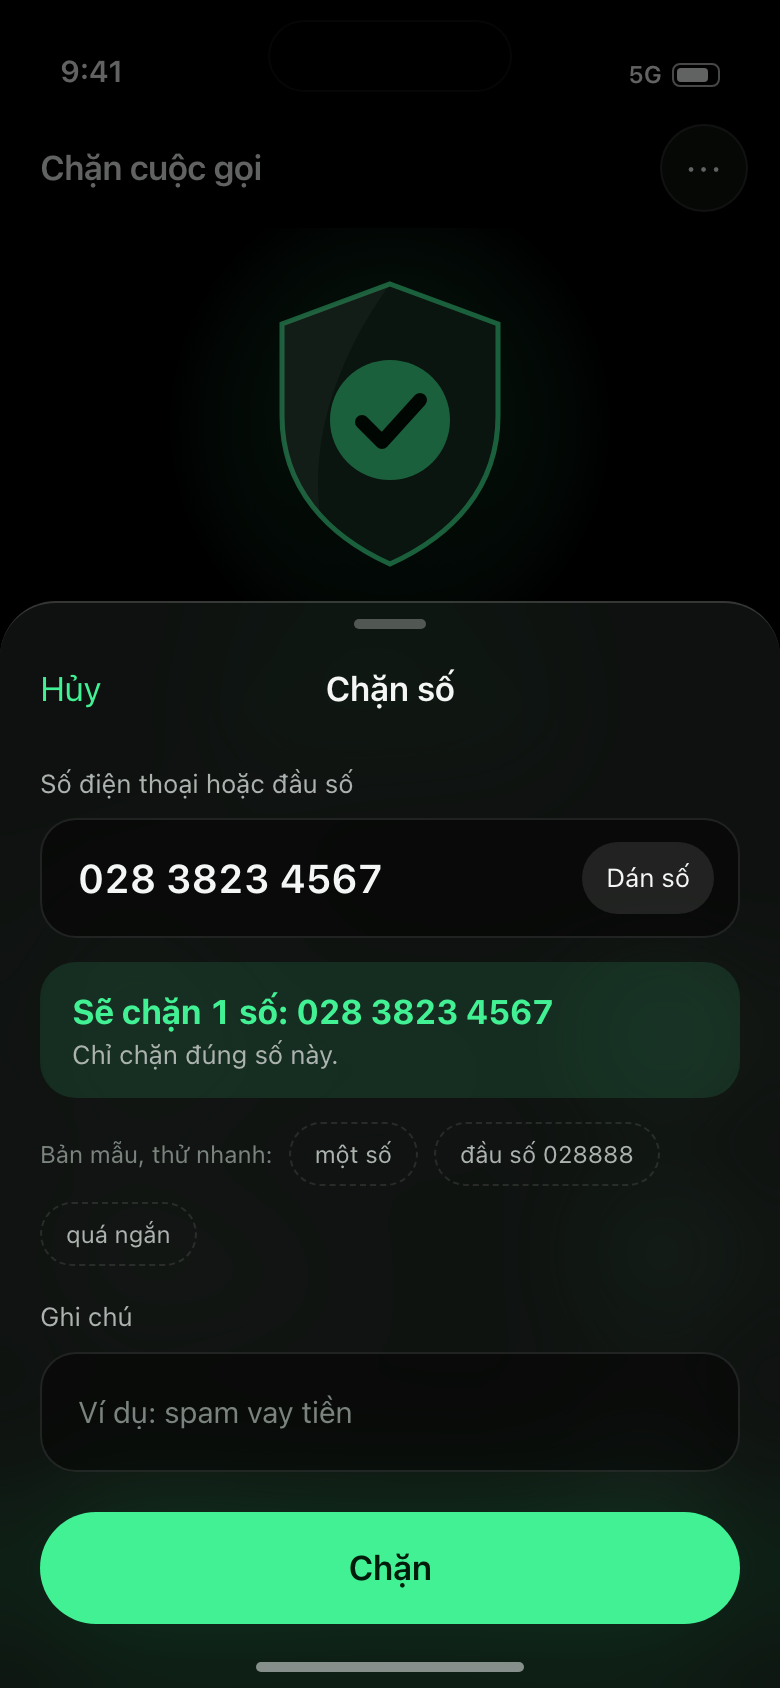 9:41
5G
Chặn cuộc gọi
Hủy
Chặn số
Số điện thoại hoặc đầu số
028 3823 4567
Dán số
Sẽ chặn 1 số: 028 3823 4567
Chỉ chặn đúng số này.
Bản mẫu, thử nhanh:
một số
đầu số 028888
quá ngắn
Ghi chú
Ví dụ: spam vay tiền
Chặn